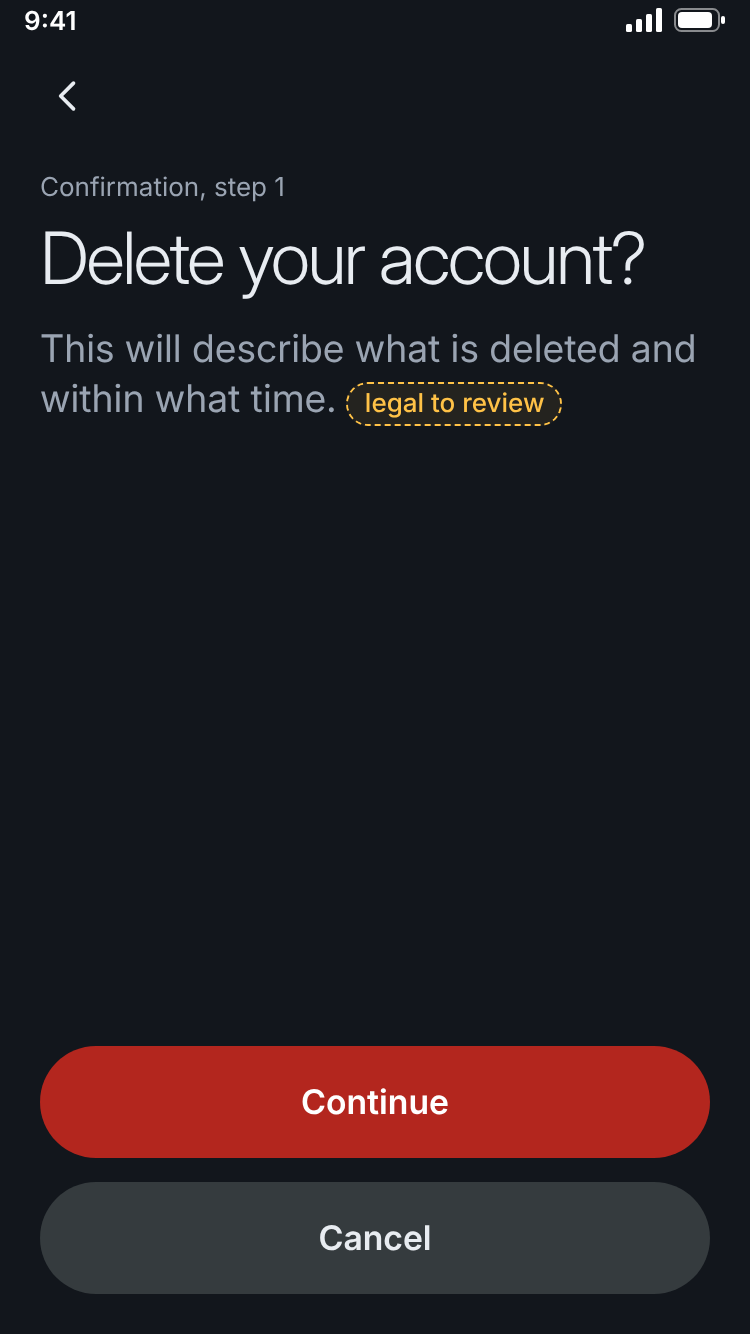 9:41
Confirmation, step 1
Delete your account?
This will describe what is deleted and
within what time. legal to review
Continue
Cancel